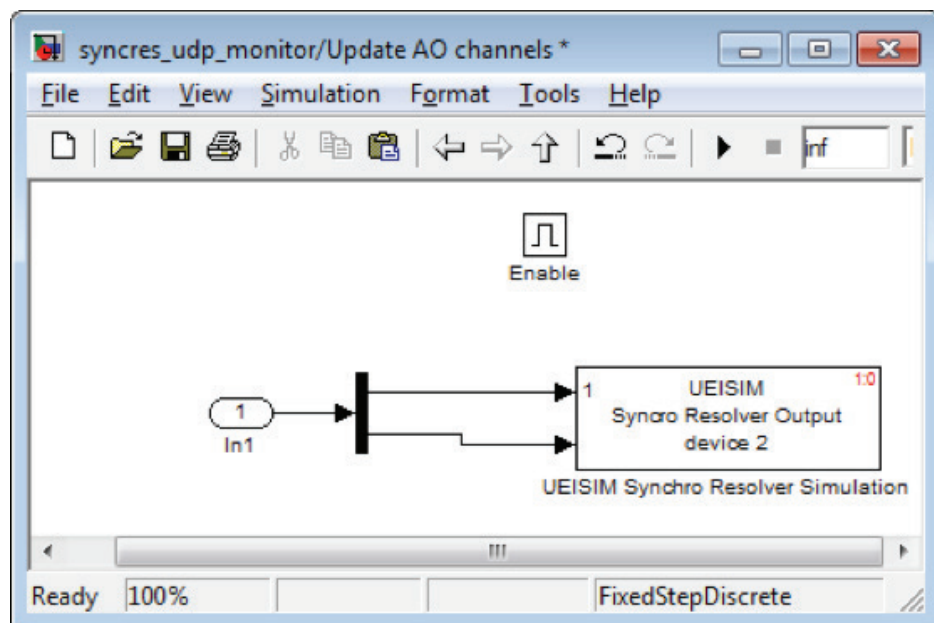 syncres_udp_monitor/Update AO channels *
File Edit View Simulation Format Tools Help
inf
Enable
1
In1
1
1:0
UEISIM
Syncro Resolver Output
device 2
UEISIM Synchro Resolver Simulation
Ready 100% FixedStepDiscrete